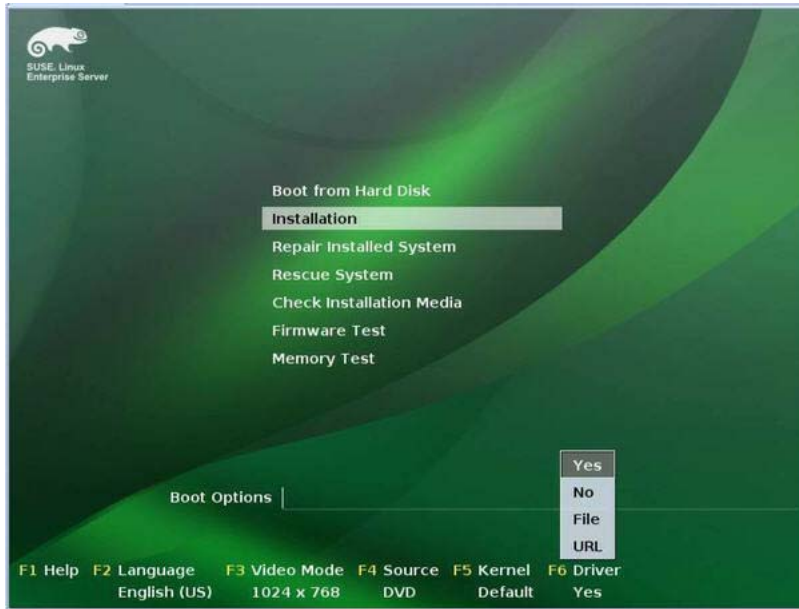 SUSE. Linux
Enterprise Server
Boot from Hard Disk
Installation
Repair Installed System
Rescue System
Check Installation Media
Firmware Test
Memory Test
Yes
No
File
URL
Boot Options
F1 Help F2 Language F3 Video Mode F4 Source F5 Kernel F6 Driver
English (US) 1024 x 768 DVD Default Yes